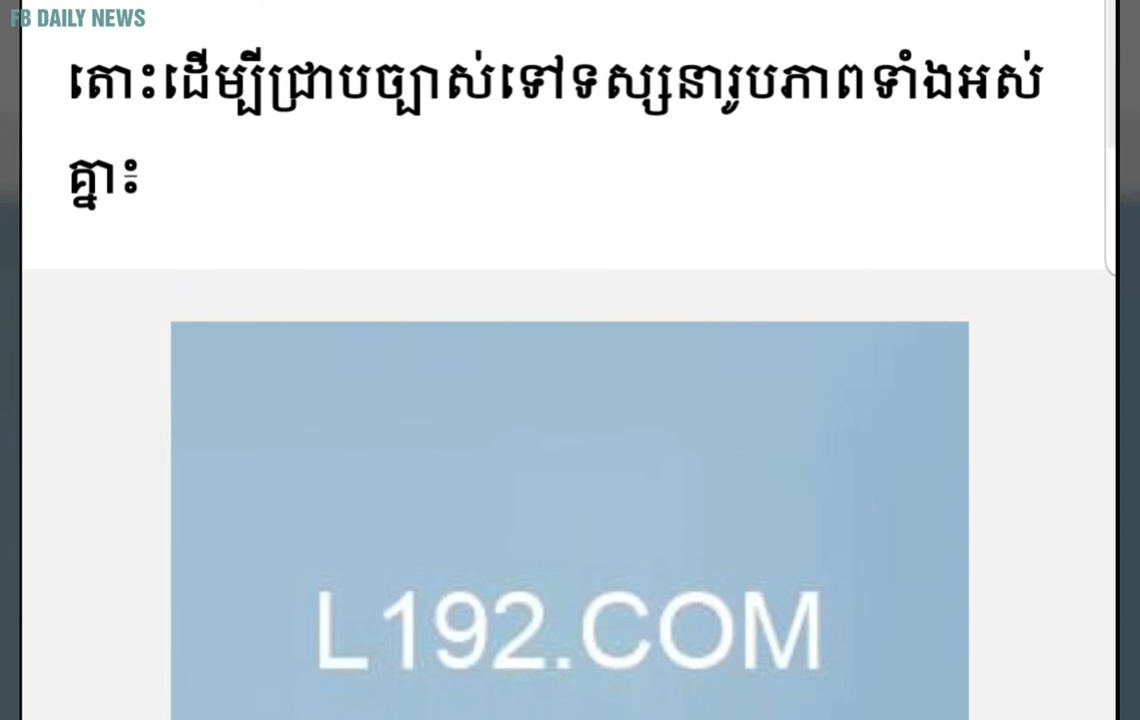 FB DAILY NEWS
តោះដើម្បីជ្រាបច្បាស់ទៅទស្សនារូបភាពទាំងអស់
គ្នា៖
L192.COM